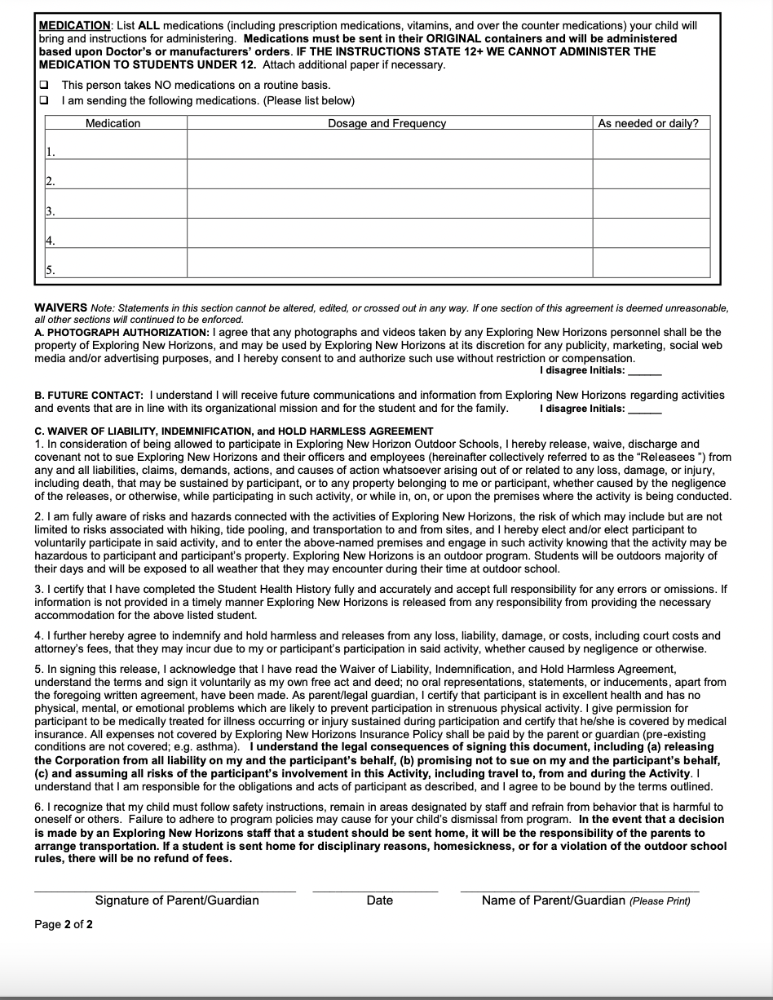 MEDICATION: List ALL medications (including prescription medications, vitamins, and over the counter medications) your child will
bring and instructions for administering. Medications must be sent in their ORIGINAL containers and will be administered
based upon Doctor's or manufacturers' orders. IF THE INSTRUCTIONS STATE 12+ WE CANNOT ADMINISTER THE
MEDICATION TO STUDENTS UNDER 12. Attach additional paper if necessary.
❑ This person takes NO medications on a routine basis.
❑ I am sending the following medications. (Please list below)
Medication Dosage and Frequency As needed or daily?
1.
2.
3.
4.
5.
WAIVERS Note: Statements in this section cannot be altered, edited, or crossed out in any way. If one section of this agreement is deemed unreasonable,
all other sections will continued to be enforced.
A. PHOTOGRAPH AUTHORIZATION: I agree that any photographs and videos taken by any Exploring New Horizons personnel shall be the
property of Exploring New Horizons, and may be used by Exploring New Horizons at its discretion for any publicity, marketing, social web
media and/or advertising purposes, and I hereby consent to and authorize such use without restriction or compensation.
I disagree Initials: ______
B. FUTURE CONTACT: I understand I will receive future communications and information from Exploring New Horizons regarding activities
and events that are in line with its organizational mission and for the student and for the family. I disagree Initials: ______
C. WAIVER OF LIABILITY, INDEMNIFICATION, and HOLD HARMLESS AGREEMENT
1. In consideration of being allowed to participate in Exploring New Horizon Outdoor Schools, I hereby release, waive, discharge and
covenant not to sue Exploring New Horizons and their officers and employees (hereinafter collectively referred to as the “Releasees ”) from
any and all liabilities, claims, demands, actions, and causes of action whatsoever arising out of or related to any loss, damage, or injury,
including death, that may be sustained by participant, or to any property belonging to me or participant, whether caused by the negligence
of the releases, or otherwise, while participating in such activity, or while in, on, or upon the premises where the activity is being conducted.
2. I am fully aware of risks and hazards connected with the activities of Exploring New Horizons, the risk of which may include but are not
limited to risks associated with hiking, tide pooling, and transportation to and from sites, and I hereby elect and/or elect participant to
voluntarily participate in said activity, and to enter the above-named premises and engage in such activity knowing that the activity may be
hazardous to participant and participant's property. Exploring New Horizons is an outdoor program. Students will be outdoors majority of
their days and will be exposed to all weather that they may encounter during their time at outdoor school.
3. I certify that I have completed the Student Health History fully and accurately and accept full responsibility for any errors or omissions. If
information is not provided in a timely manner Exploring New Horizons is released from any responsibility from providing the necessary
accommodation for the above listed student.
4. I further hereby agree to indemnify and hold harmless and releases from any loss, liability, damage, or costs, including court costs and
attorney's fees, that they may incur due to my or participant's participation in said activity, whether caused by negligence or otherwise.
5. In signing this release, I acknowledge that I have read the Waiver of Liability, Indemnification, and Hold Harmless Agreement,
understand the terms and sign it voluntarily as my own free act and deed; no oral representations, statements, or inducements, apart from
the foregoing written agreement, have been made. As parent/legal guardian, I certify that participant is in excellent health and has no
physical, mental, or emotional problems which are likely to prevent participation in strenuous physical activity. I give permission for
participant to be medically treated for illness occurring or injury sustained during participation and certify that he/she is covered by medical
insurance. All expenses not covered by Exploring New Horizons Insurance Policy shall be paid by the parent or guardian (pre-existing
conditions are not covered; e.g. asthma). I understand the legal consequences of signing this document, including (a) releasing
the Corporation from all liability on my and the participant's behalf, (b) promising not to sue on my and the participant's behalf,
(c) and assuming all risks of the participant's involvement in this Activity, including travel to, from and during the Activity. I
understand that I am responsible for the obligations and acts of participant as described, and I agree to be bound by the terms outlined.
6. I recognize that my child must follow safety instructions, remain in areas designated by staff and refrain from behavior that is harmful to
oneself or others. Failure to adhere to program policies may cause for your child's dismissal from program. In the event that a decision
is made by an Exploring New Horizons staff that a student should be sent home, it will be the responsibility of the parents to
arrange transportation. If a student is sent home for disciplinary reasons, homesickness, or for a violation of the outdoor school
rules, there will be no refund of fees.
Signature of Parent/Guardian Date Name of Parent/Guardian (Please Print)
Page 2 of 2